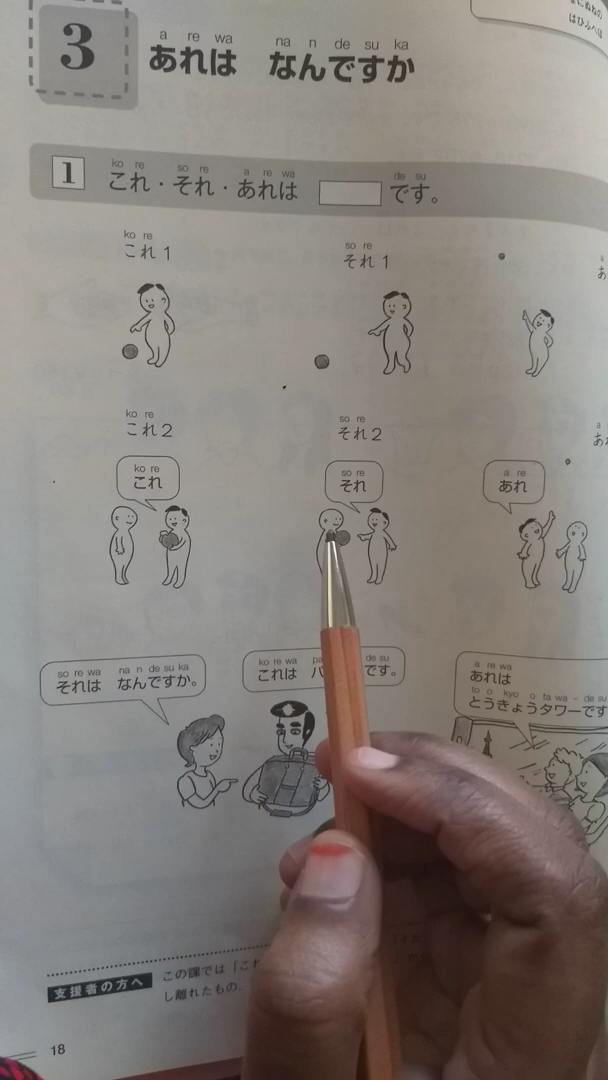 3
a re wa na n de su ka
あれは なんですか
1
ko re so re a re wa de su
これ・それ・あれは です。
ko re
これ1
so re
それ1
a
あ
ko re
これ2
so re
それ2
a
あれ
ko re
これ
so re
それ
a re
あれ
so re wa na n de su ka
それは なんですか。
ko re wa pa de su
これは パ です。
a re wa
あれは
to o kyo o ta wa – de su
とうきょうタワーです
支援者の方へ
この課では「これ
し離れたもの、
18